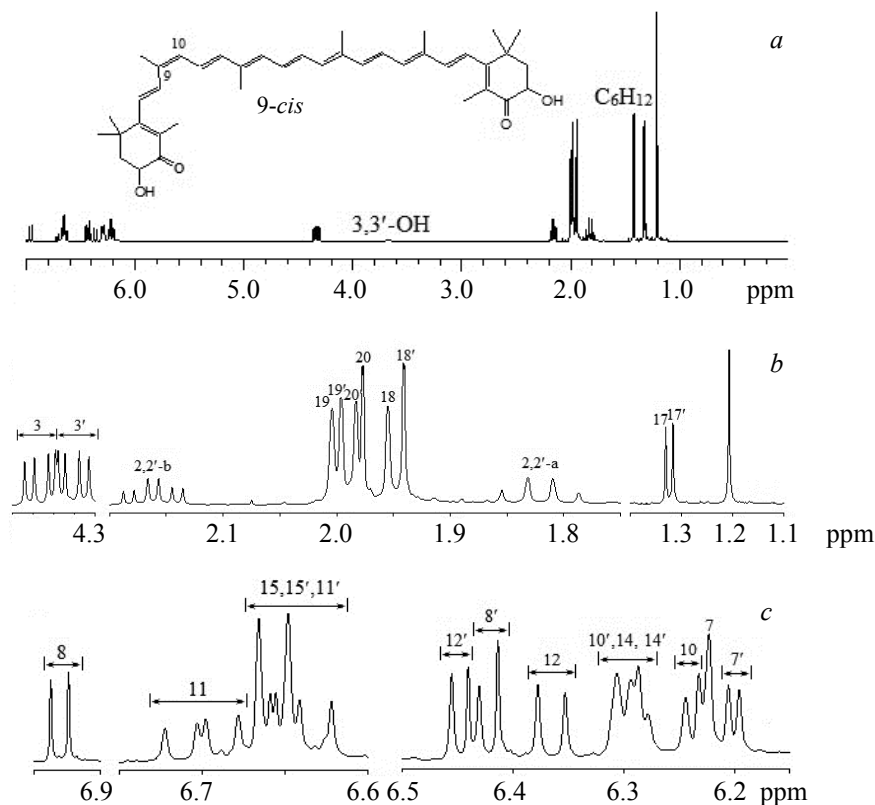 a
10
9
9-cis
OH
O
O
OH
C₆H₁₂
3,3′-OH
6.0 5.0 4.0 3.0 2.0 1.0 ppm
b
3 3′
2,2′-b
19 19′ 20′ 20 18 18′
2,2′-a
17 17′
4.3 2.1 2.0 1.9 1.8 1.3 1.2 1.1 ppm
c
8
11
15,15′,11′
12′ 8′
12
10′,14, 14′
10 7 7′
6.9 6.7 6.6 6.5 6.4 6.3 6.2 ppm